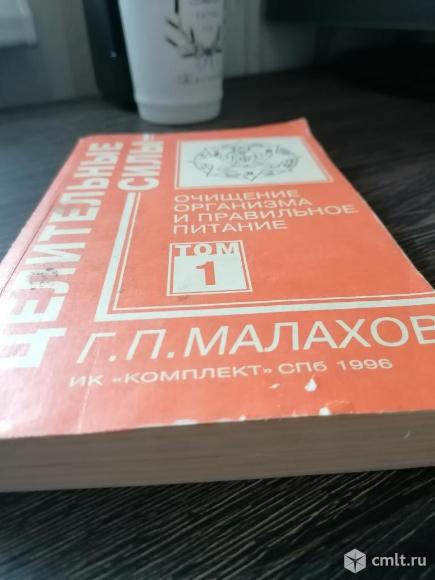 ЦЕЛИТЕЛЬНЫЕ
СИЛЫ
ОЧИЩЕНИЕ
ОРГАНИЗМА
И ПРАВИЛЬНОЕ
ПИТАНИЕ
ТОМ
1
Г.П.МАЛАХОВ
ИК «КОМПЛЕКТ» СПб 1996
cmlt.ru